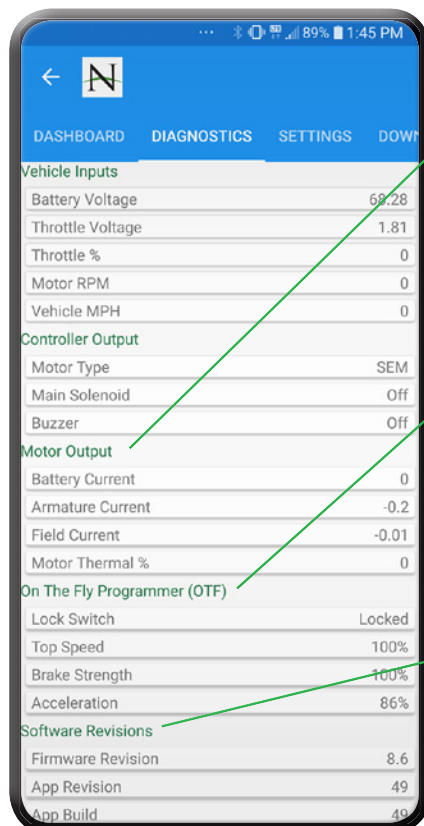 ... 89% 1:45 PM
N
DASHBOARD DIAGNOSTICS SETTINGS DOW
Vehicle Inputs
Battery Voltage 68.28
Throttle Voltage 1.81
Throttle % 0
Motor RPM 0
Vehicle MPH 0
Controller Output
Motor Type SEM
Main Solenoid Off
Buzzer Off
Motor Output
Battery Current 0
Armature Current -0.2
Field Current -0.01
Motor Thermal % 0
On The Fly Programmer (OTF)
Lock Switch Locked
Top Speed 100%
Brake Strength 100%
Acceleration 86%
Software Revisions
Firmware Revision 8.6
App Revision 49
App Build 49